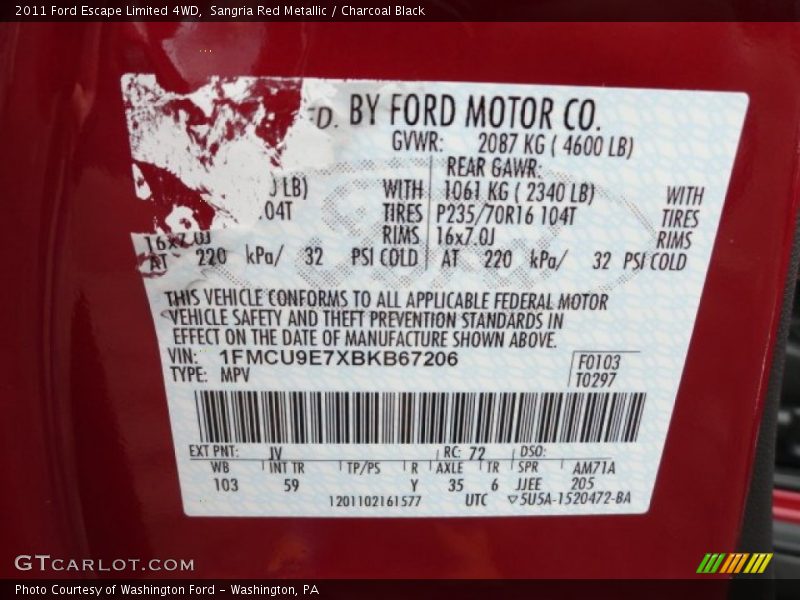 2011 Ford Escape Limited 4WD, Sangria Red Metallic / Charcoal Black
D. BY FORD MOTOR CO.
GVWR: 2087 KG ( 4600 LB)
REAR GAWR:
LB) WITH 1061 KG ( 2340 LB) WITH
04T TIRES P235/70R16 104T TIRES
16x7.0J RIMS 16x7.0J RIMS
AT 220 kPa/ 32 PSI COLD AT 220 kPa/ 32 PSI COLD
THIS VEHICLE CONFORMS TO ALL APPLICABLE FEDERAL MOTOR
VEHICLE SAFETY AND THEFT PREVENTION STANDARDS IN
EFFECT ON THE DATE OF MANUFACTURE SHOWN ABOVE.
VIN: 1FMCU9E7XBKB67206 F0103
TYPE: MPV T0297
EXT PNT: JV RC: 72 DSO:
WB INT TR TP/PS R AXLE TR SPR AM71A
103 59 Y 35 6 JJEE 205
1201102161577 UTC ▽5U5A-1520472-BA
GTCARLOT.COM
Photo Courtesy of Washington Ford - Washington, PA